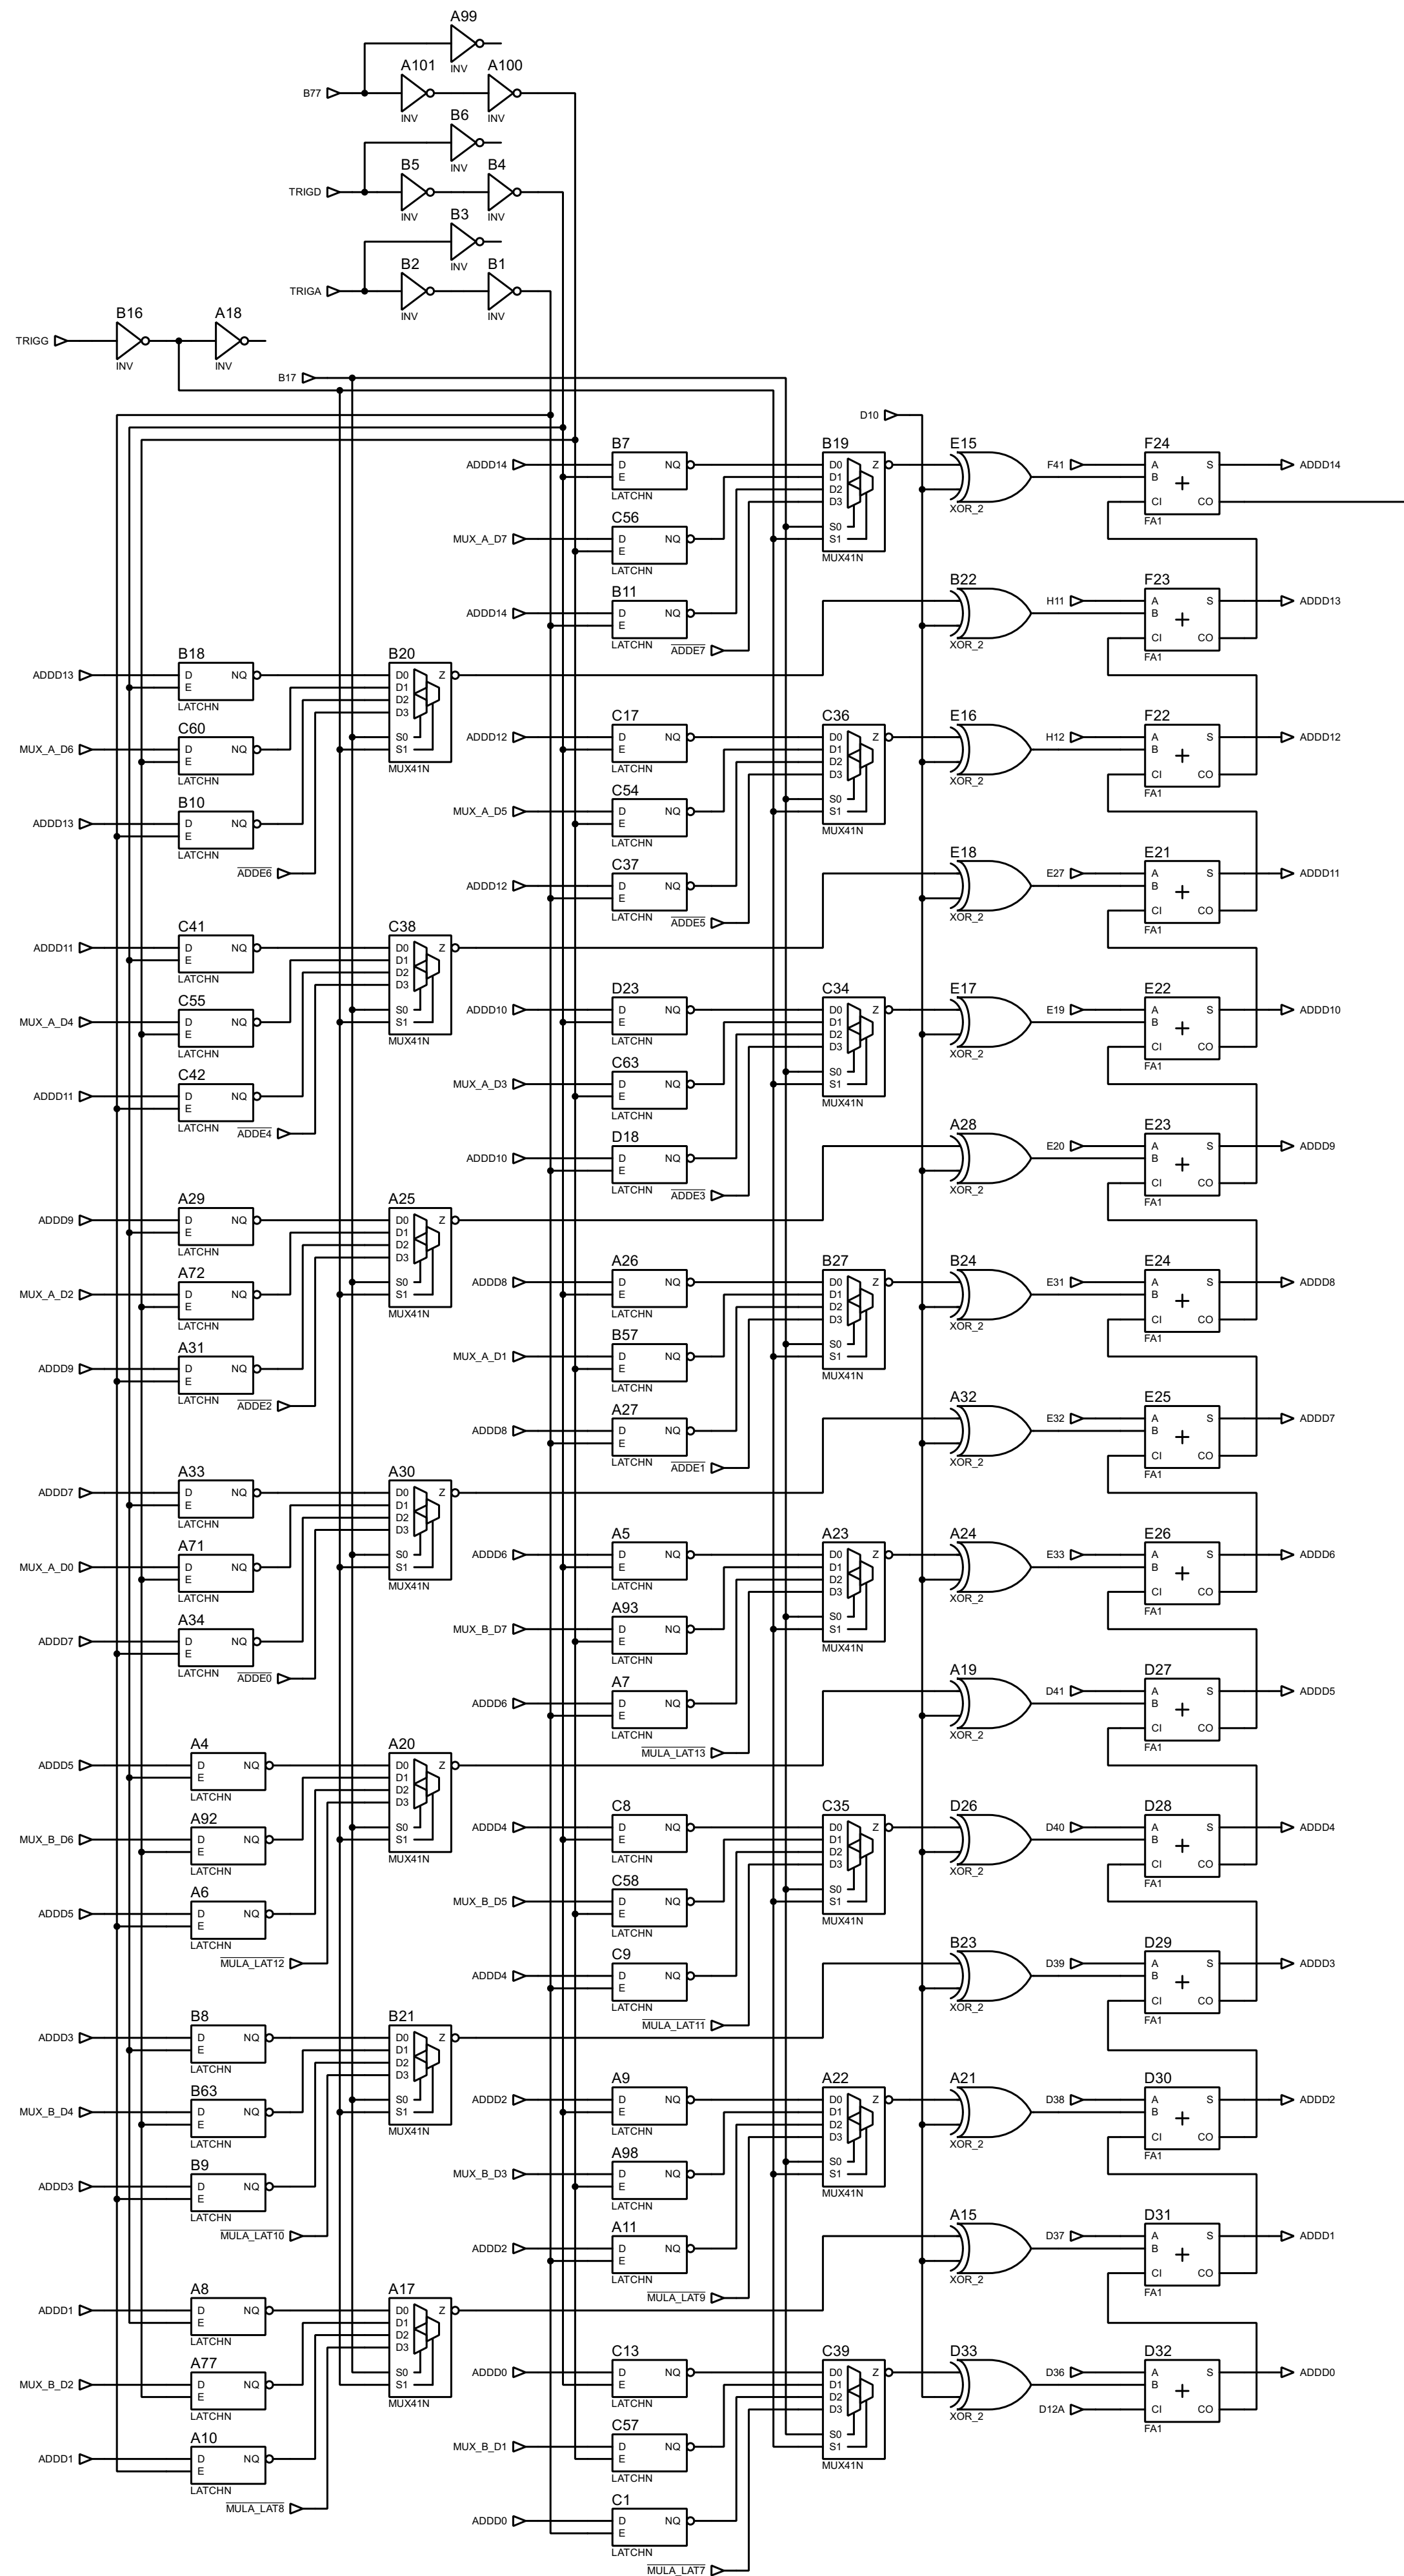 A99
INV
B77
A101
INV
A100
INV
B6
INV
TRIGD
B5
INV
B4
INV
B3
INV
TRIGA
B2
INV
B1
INV
TRIGG
B16
INV
A18
INV
B17
D10
ADDD14
B7
D NQ
E
LATCHN
MUX_A_D7
C56
D NQ
E
LATCHN
ADDD14
B11
D NQ
E
LATCHN
ADDE7
B19
D0 Z
D1
D2
D3
S0
S1
MUX41N
E15
XOR_2
F41
F24
A S
B
CI CO
FA1
ADDD14
ADDD13
B18
D NQ
E
LATCHN
MUX_A_D6
C60
D NQ
E
LATCHN
ADDD13
B10
D NQ
E
LATCHN
ADDE6
B20
D0 Z
D1
D2
D3
S0
S1
MUX41N
B22
XOR_2
H11
F23
A S
B
CI CO
FA1
ADDD13
ADDD12
C17
D NQ
E
LATCHN
MUX_A_D5
C54
D NQ
E
LATCHN
ADDD12
C37
D NQ
E
LATCHN
ADDE5
C36
D0 Z
D1
D2
D3
S0
S1
MUX41N
E16
XOR_2
H12
F22
A S
B
CI CO
FA1
ADDD12
ADDD11
C41
D NQ
E
LATCHN
MUX_A_D4
C55
D NQ
E
LATCHN
ADDD11
C42
D NQ
E
LATCHN
ADDE4
C38
D0 Z
D1
D2
D3
S0
S1
MUX41N
E18
XOR_2
E27
E21
A S
B
CI CO
FA1
ADDD11
ADDD10
D23
D NQ
E
LATCHN
MUX_A_D3
C63
D NQ
E
LATCHN
ADDD10
D18
D NQ
E
LATCHN
ADDE3
C34
D0 Z
D1
D2
D3
S0
S1
MUX41N
E17
XOR_2
E19
E22
A S
B
CI CO
FA1
ADDD10
ADDD9
A29
D NQ
E
LATCHN
MUX_A_D2
A72
D NQ
E
LATCHN
ADDD9
A31
D NQ
E
LATCHN
ADDE2
A25
D0 Z
D1
D2
D3
S0
S1
MUX41N
A28
XOR_2
E20
E23
A S
B
CI CO
FA1
ADDD9
ADDD8
A26
D NQ
E
LATCHN
MUX_A_D1
B57
D NQ
E
LATCHN
ADDD8
A27
D NQ
E
LATCHN
ADDE1
B27
D0 Z
D1
D2
D3
S0
S1
MUX41N
B24
XOR_2
E31
E24
A S
B
CI CO
FA1
ADDD8
ADDD7
A33
D NQ
E
LATCHN
MUX_A_D0
A71
D NQ
E
LATCHN
ADDD7
A34
D NQ
E
LATCHN
ADDE0
A30
D0 Z
D1
D2
D3
S0
S1
MUX41N
A32
XOR_2
E32
E25
A S
B
CI CO
FA1
ADDD7
ADDD6
A5
D NQ
E
LATCHN
MUX_B_D7
A93
D NQ
E
LATCHN
ADDD6
A7
D NQ
E
LATCHN
MULA_LAT13
A23
D0 Z
D1
D2
D3
S0
S1
MUX41N
A24
XOR_2
E33
E26
A S
B
CI CO
FA1
ADDD6
ADDD5
A4
D NQ
E
LATCHN
MUX_B_D6
A92
D NQ
E
LATCHN
ADDD5
A6
D NQ
E
LATCHN
MULA_LAT12
A20
D0 Z
D1
D2
D3
S0
S1
MUX41N
A19
XOR_2
D41
D27
A S
B
CI CO
FA1
ADDD5
ADDD4
C8
D NQ
E
LATCHN
MUX_B_D5
C58
D NQ
E
LATCHN
ADDD4
C9
D NQ
E
LATCHN
MULA_LAT11
C35
D0 Z
D1
D2
D3
S0
S1
MUX41N
D26
XOR_2
D40
D28
A S
B
CI CO
FA1
ADDD4
ADDD3
B8
D NQ
E
LATCHN
MUX_B_D4
B63
D NQ
E
LATCHN
ADDD3
B9
D NQ
E
LATCHN
MULA_LAT10
B21
D0 Z
D1
D2
D3
S0
S1
MUX41N
B23
XOR_2
D39
D29
A S
B
CI CO
FA1
ADDD3
ADDD2
A9
D NQ
E
LATCHN
MUX_B_D3
A98
D NQ
E
LATCHN
ADDD2
A11
D NQ
E
LATCHN
MULA_LAT9
A22
D0 Z
D1
D2
D3
S0
S1
MUX41N
A21
XOR_2
D38
D30
A S
B
CI CO
FA1
ADDD2
ADDD1
A8
D NQ
E
LATCHN
MUX_B_D2
A77
D NQ
E
LATCHN
ADDD1
A10
D NQ
E
LATCHN
MULA_LAT8
A17
D0 Z
D1
D2
D3
S0
S1
MUX41N
A15
XOR_2
D37
D31
A S
B
CI CO
FA1
ADDD1
ADDD0
C13
D NQ
E
LATCHN
MUX_B_D1
C57
D NQ
E
LATCHN
ADDD0
C1
D NQ
E
LATCHN
MULA_LAT7
C39
D0 Z
D1
D2
D3
S0
S1
MUX41N
D33
XOR_2
D36
D12A
D32
A S
B
CI CO
FA1
ADDD0